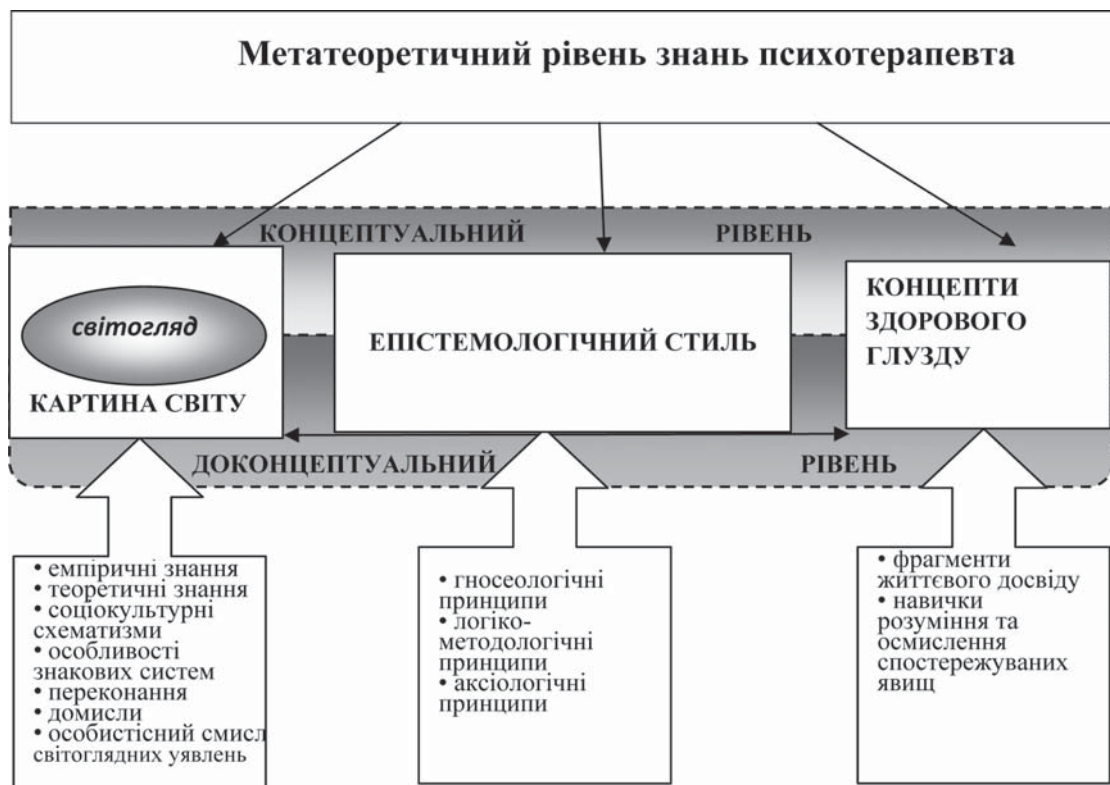 Метатеоретичний рівень знань психотерапевта
КОНЦЕПТУАЛЬНИЙ РІВЕНЬ
світогляд
КАРТИНА СВІТУ
ЕПІСТЕМОЛОГІЧНИЙ СТИЛЬ
КОНЦЕПТИ
ЗДОРОВОГО
ГЛУЗДУ
ДОКОНЦЕПТУАЛЬНИЙ РІВЕНЬ
• емпіричні знання
• теоретичні знання
• соціокультурні
схематизми
• особливості
знакових систем
• переконання
• домисли
• особистісний смисл
світоглядних уявлень
• гносеологічні
принципи
• логіко-
методологічні
принципи
• аксіологічні
принципи
• фрагменти
життєвого досвіду
• навички
розуміння та
осмислення
спостережуваних
явищ